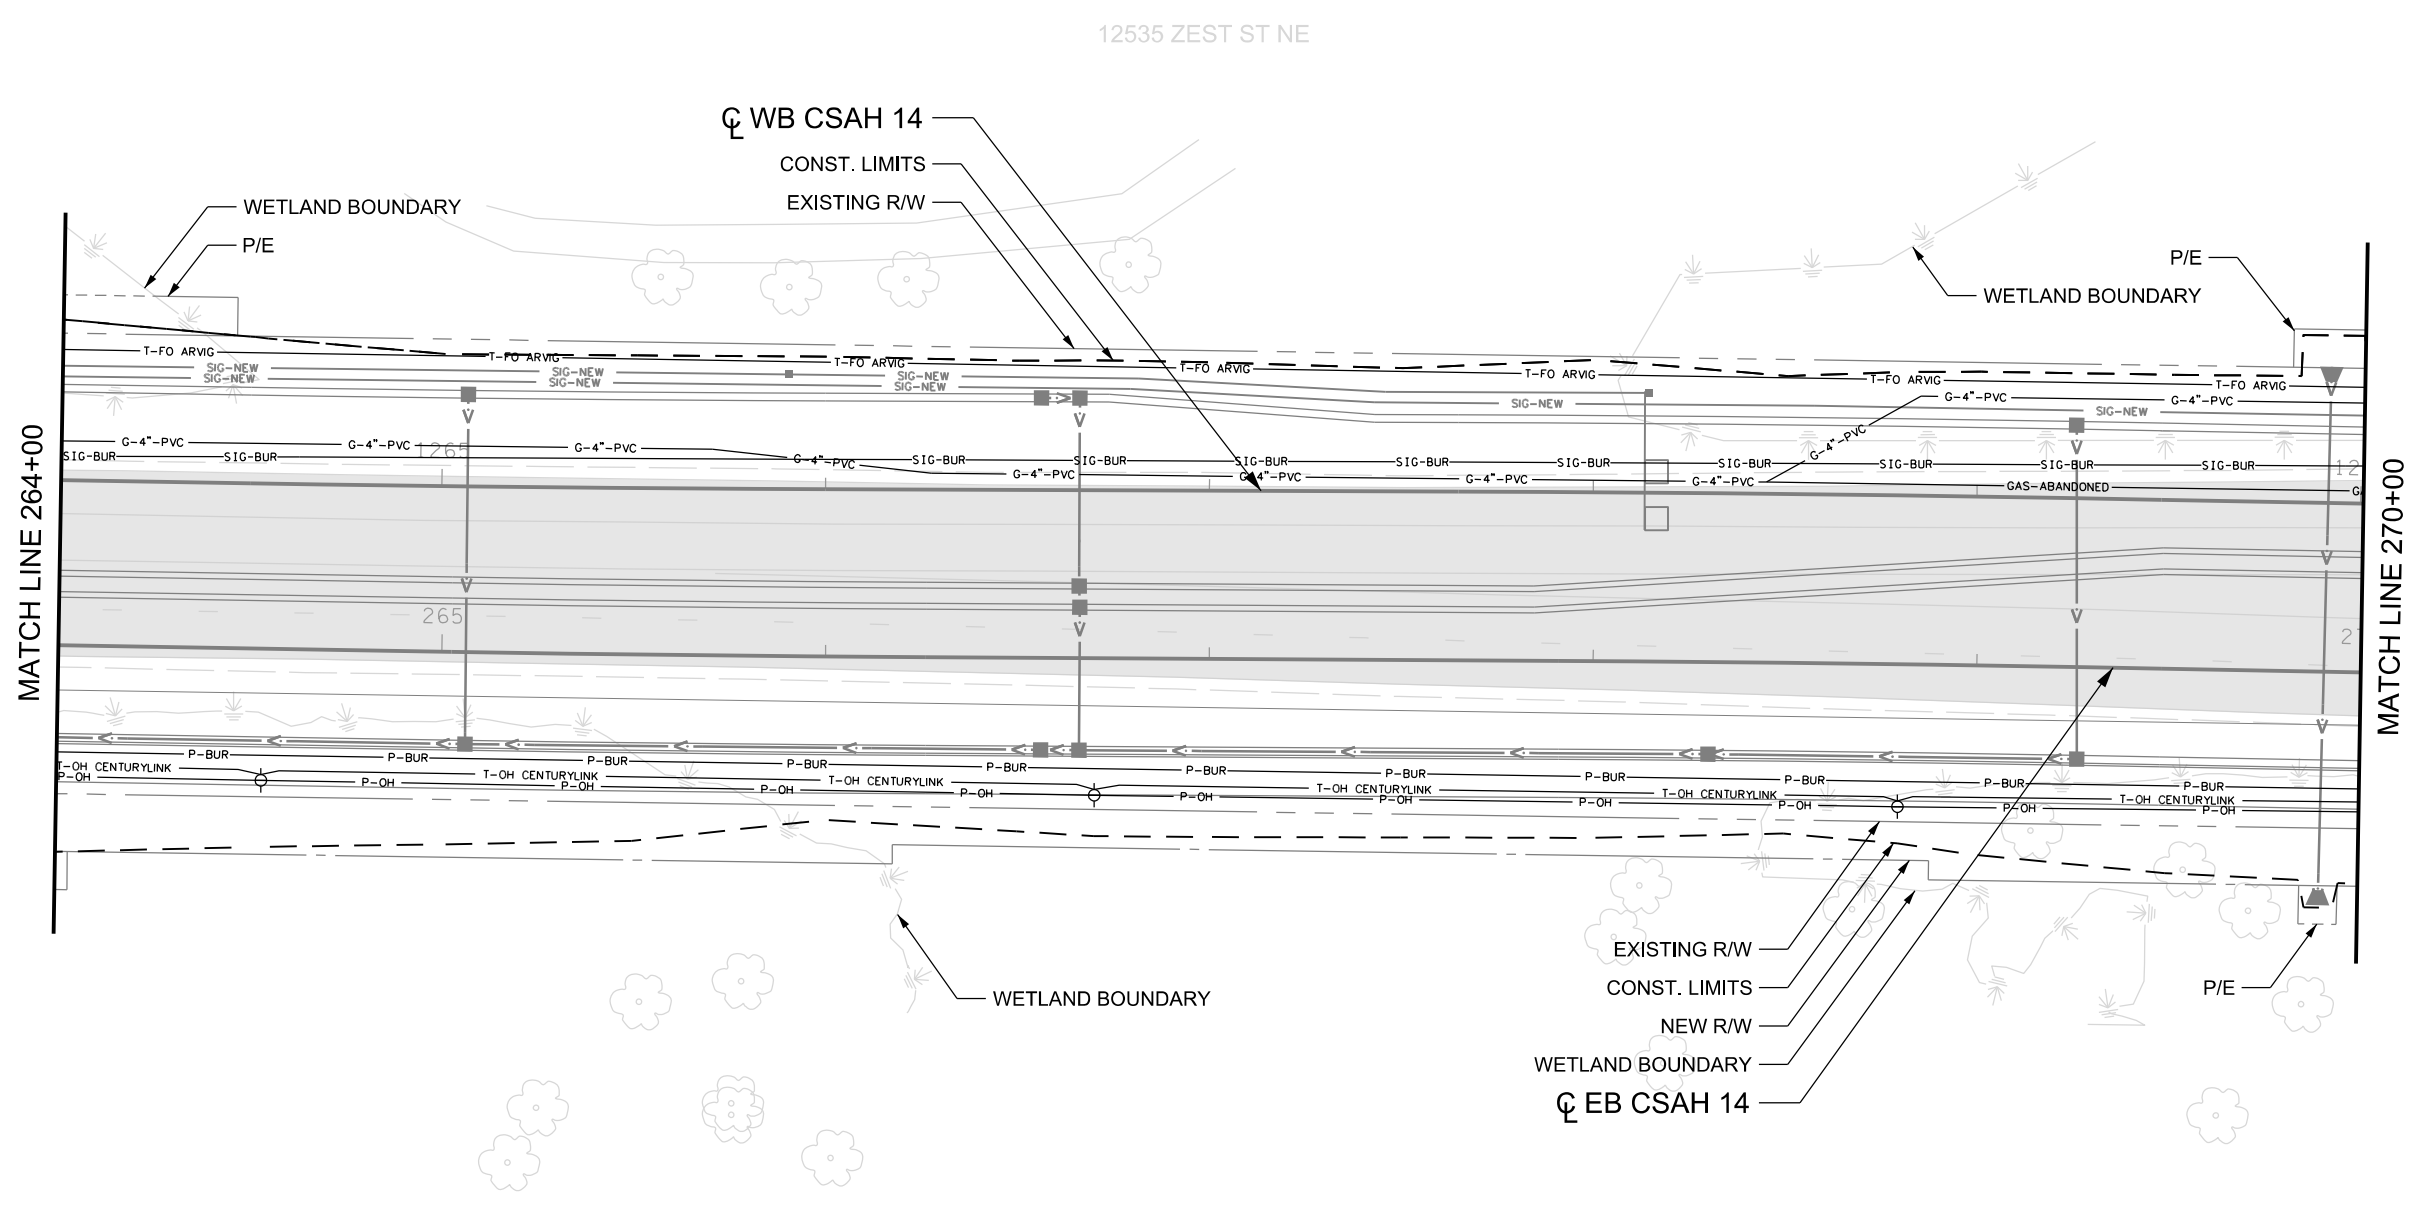 12535 ZEST ST NE
℄ WB CSAH 14
CONST. LIMITS
EXISTING R/W
WETLAND BOUNDARY
P/E
P/E
WETLAND BOUNDARY
T-FO ARVIG T-FO ARVIG T-FO ARVIG T-FO ARVIG T-FO ARVIG T-FO ARVIG T-FO ARVIG
SIG-NEW SIG-NEW SIG-NEW
SIG-NEW SIG-NEW SIG-NEW SIG-NEW SIG-NEW
G-4"-PVC G-4"-PVC
G-4"-PVC G-4"-PVC G-4"-PVC G-4"-PVC G-4"-PVC G-4"-PVC G-4"-PVC G-4"-PVC G-4"-PVC
1265
SIG-BUR SIG-BUR SIG-BUR SIG-BUR SIG-BUR SIG-BUR SIG-BUR SIG-BUR SIG-BUR SIG-BUR SIG-BUR
12
GAS-ABANDONED
G
MATCH LINE 264+00
MATCH LINE 270+00
265
2
P-BUR P-BUR P-BUR P-BUR P-BUR P-BUR P-BUR P-BUR P-BUR P-BUR P-BUR
T-OH CENTURYLINK T-OH CENTURYLINK T-OH CENTURYLINK T-OH CENTURYLINK T-OH CENTURYLINK T-OH CENTURYLINK
P-OH P-OH P-OH P-OH P-OH P-OH P-OH P-OH P-OH P-OH P-OH
EXISTING R/W
CONST. LIMITS
NEW R/W
WETLAND BOUNDARY
℄ EB CSAH 14
WETLAND BOUNDARY
P/E